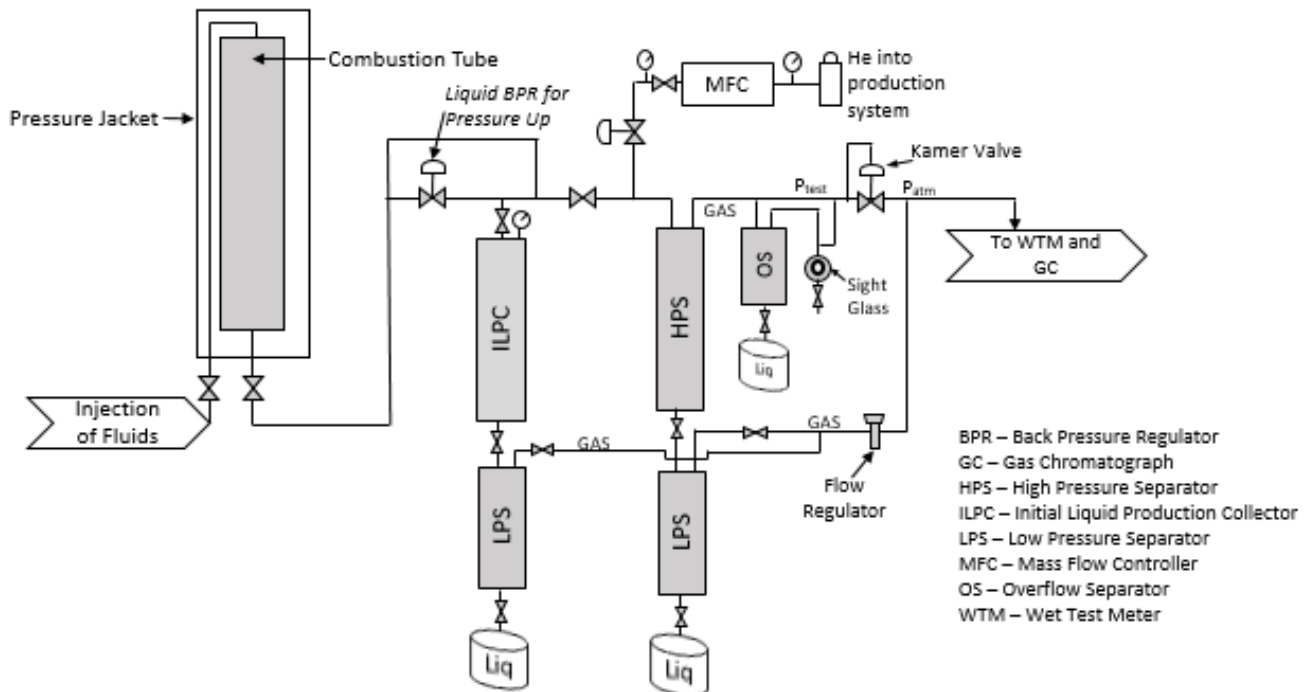 Combustion Tube
Pressure Jacket
Liquid BPR for
Pressure Up
MFC
He into
production
system
Kamer Valve
Ptest
Patm
GAS
To WTM and
GC
OS
Sight
Glass
ILPC
HPS
Liq
Injection
of Fluids
GAS
GAS
Flow
Regulator
LPS
LPS
Liq
Liq
BPR – Back Pressure Regulator
GC – Gas Chromatograph
HPS – High Pressure Separator
ILPC – Initial Liquid Production Collector
LPS – Low Pressure Separator
MFC – Mass Flow Controller
OS – Overflow Separator
WTM – Wet Test Meter